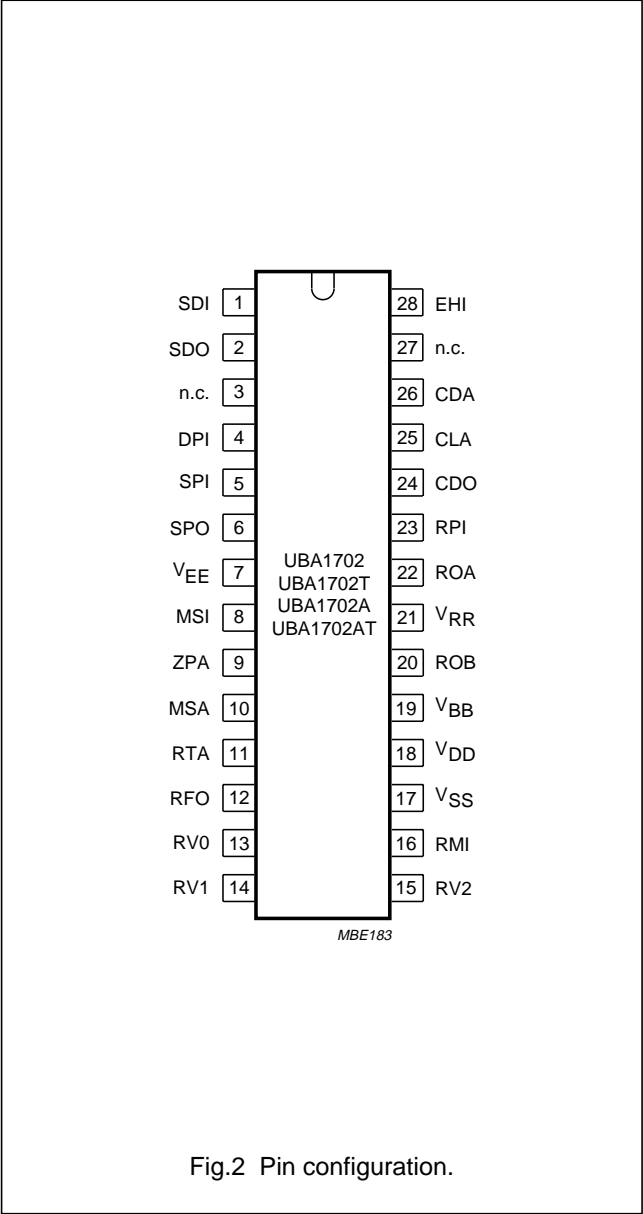 SDI 1 28 EHI
SDO 2 27 n.c.
n.c. 3 26 CDA
DPI 4 25 CLA
SPI 5 24 CDO
SPO 6 23 RPI
VEE 7 22 ROA
UBA1702
UBA1702T
UBA1702A
UBA1702AT
MSI 8 21 VRR
ZPA 9 20 ROB
MSA 10 19 VBB
RTA 11 18 VDD
RFO 12 17 VSS
RV0 13 16 RMI
RV1 14 15 RV2
MBE183
Fig.2 Pin configuration.